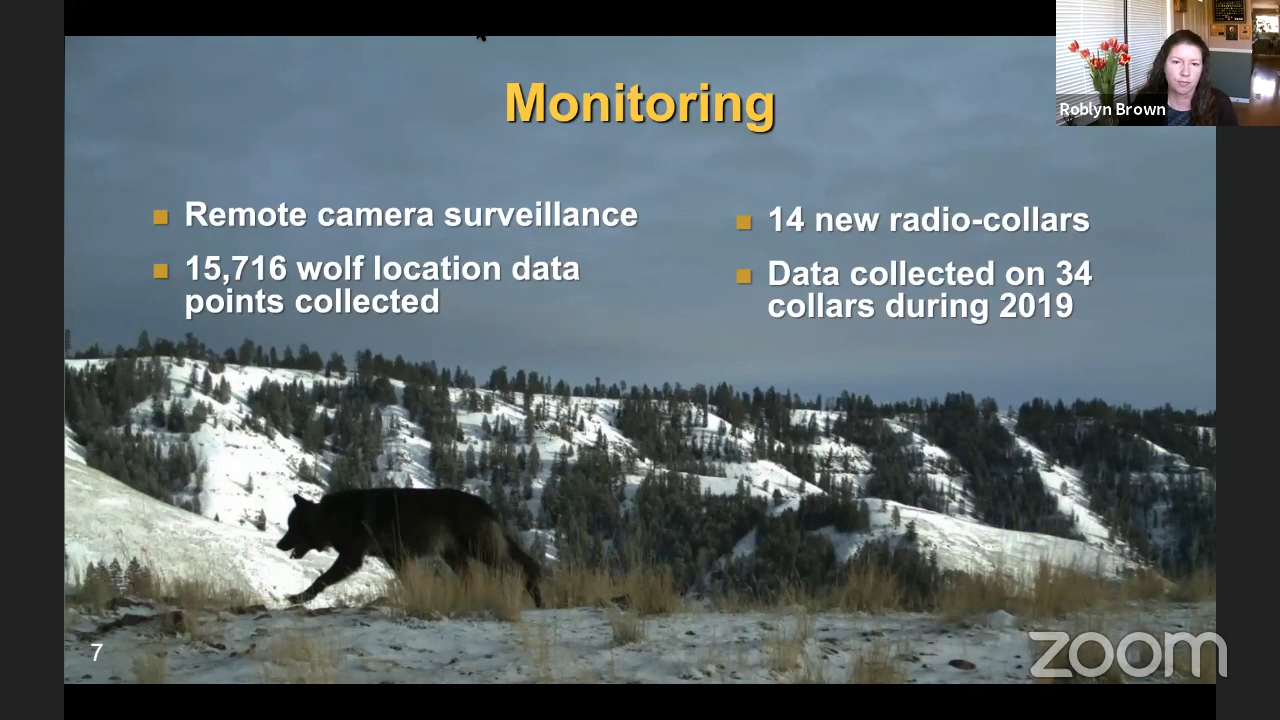 Monitoring
Roblyn Brown
Remote camera surveillance
15,716 wolf location data
points collected
14 new radio-collars
Data collected on 34
collars during 2019
7
zoom